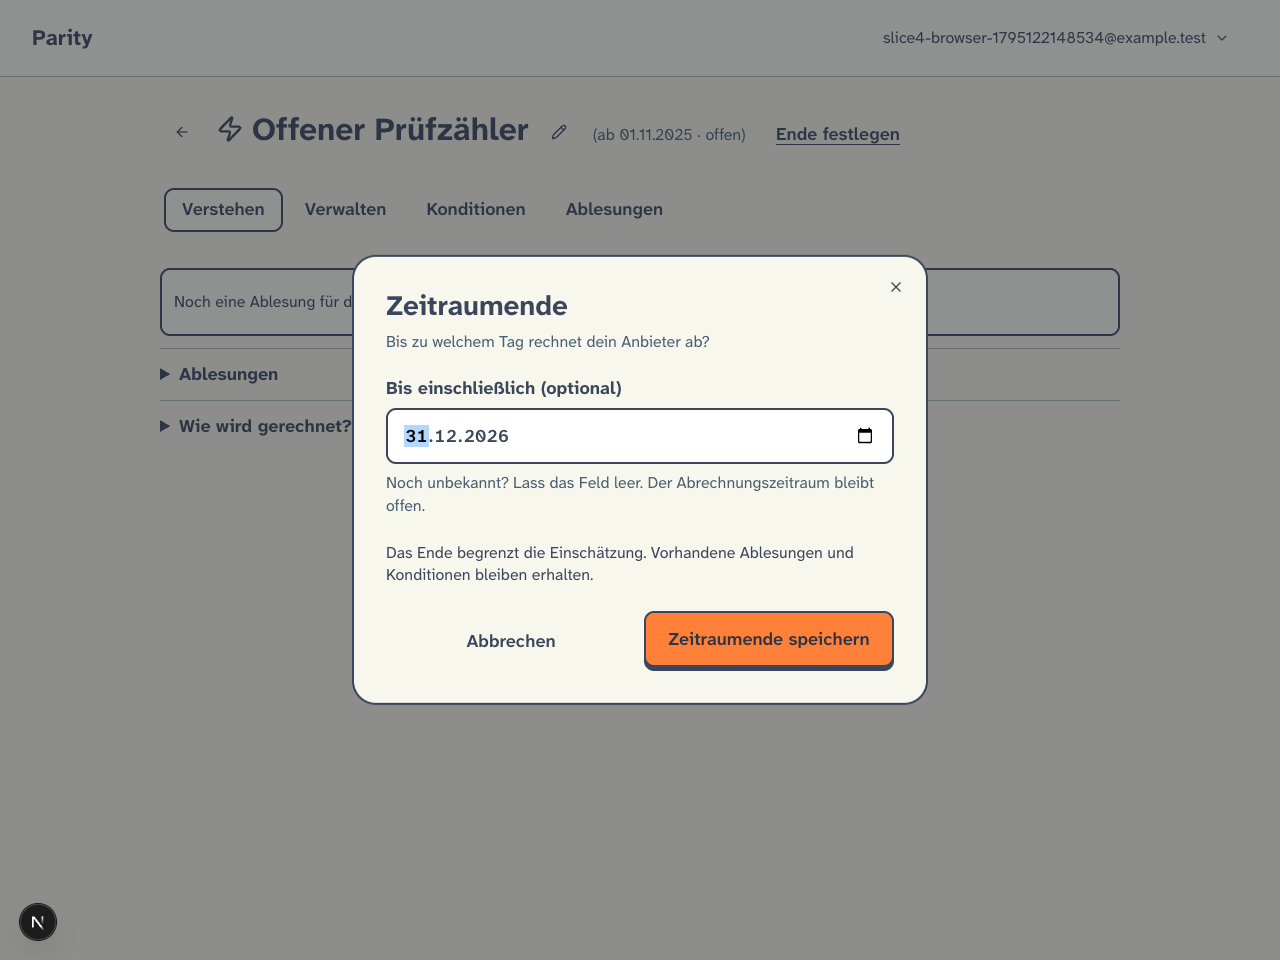 Parity
slice4-browser-1795122148534@example.test
Offener Prüfzähler
(ab 01.11.2025 · offen)
Ende festlegen
Verstehen
Verwalten
Konditionen
Ablesungen
Noch eine Ablesung für d
Ablesungen
Wie wird gerechnet?
Zeitraumende
Bis zu welchem Tag rechnet dein Anbieter ab?
Bis einschließlich (optional)
31.12.2026
Noch unbekannt? Lass das Feld leer. Der Abrechnungszeitraum bleibt
offen.
Das Ende begrenzt die Einschätzung. Vorhandene Ablesungen und
Konditionen bleiben erhalten.
Abbrechen
Zeitraumende speichern
N